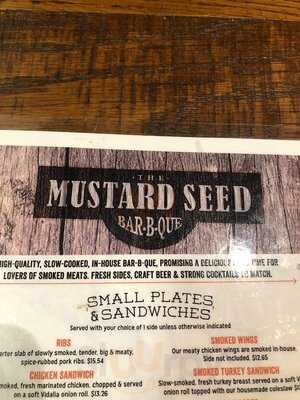 THE
MUSTARD SEED
BAR-B-QUE
HIGH-QUALITY, SLOW-COOKED, IN-HOUSE BAR-B-QUE, PROMISING A DELICIOUS TIME FOR
LOVERS OF SMOKED MEATS. FRESH SIDES, CRAFT BEER & STRONG COCKTAILS TO MATCH.
SMALL PLATES
& SANDWICHES
Served with your choice of 1 side unless otherwise indicated
RIBS
arter slab of slowly smoked, tender, big & meaty,
spice-rubbed pork ribs. $15.54
CHICKEN SANDWICH
moked, fresh marinated chicken, chopped & served
on a soft Vidalia onion roll. $13.26
SMOKED WINGS
Our meaty chicken wings are smoked in-house.
Side not included. $12.65
SMOKED TURKEY SANDWICH
Slow-smoked, fresh turkey breast served on a soft V
onion roll topped with our housemade coleslaw